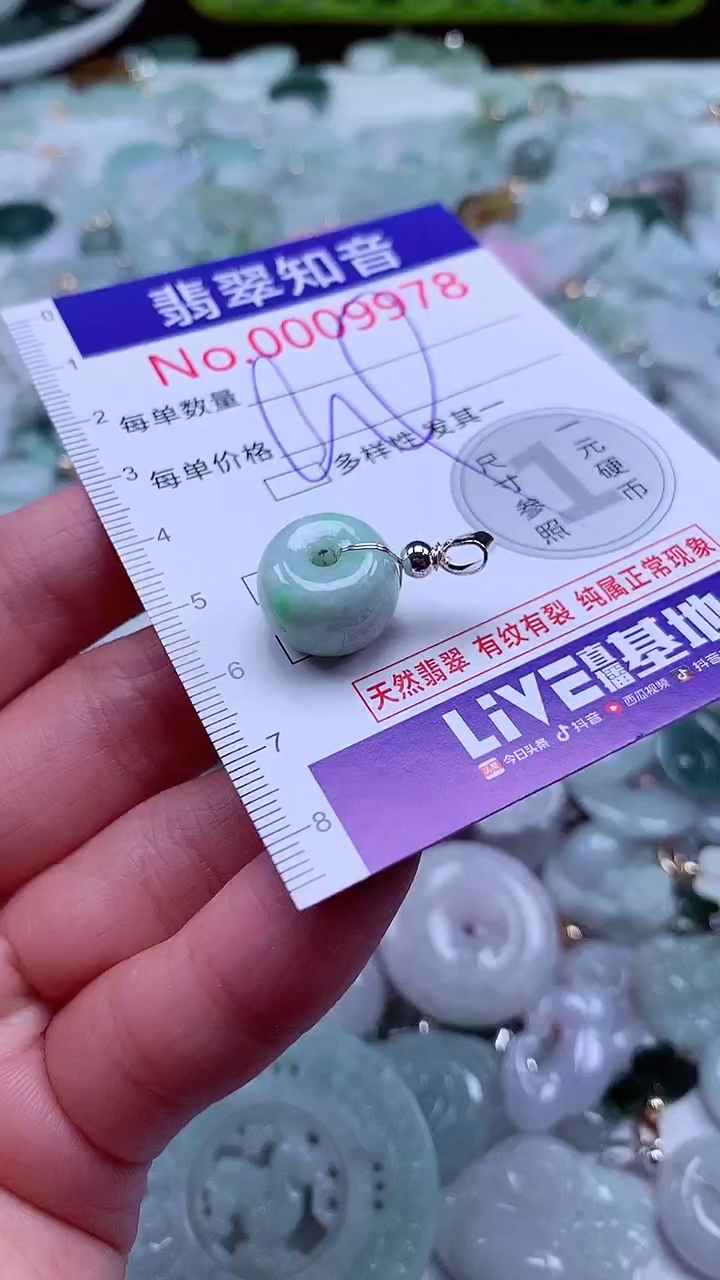 0
1
2
3
4
5
6
7
8
翡翠知音
No.0009978
每单数量
每单价格
多样性 发其一
一元硬币
1
尺寸参照
天然翡翠 有纹有裂 纯属正常现象
LiVE直播基地
头条 今日头条 抖音 西瓜视频 抖音